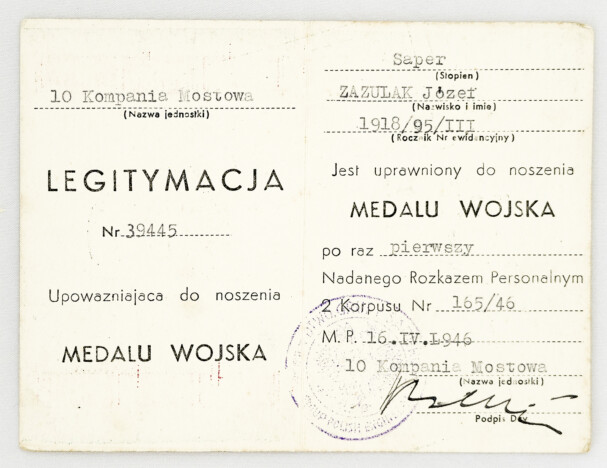 10 Kompania Mostowa
(Nazwa jednostki)
LEGITYMACJA
Nr 39445
Upowazniajaca do noszenia
MEDALU WOJSKA
Saper
(Stopien)
ZAZULAK Józef
(Nazwisko i imie)
1918/95/III
(Rocznik Nr ewidencyjny)
Jest uprawniony do noszenia
MEDALU WOJSKA
po raz pierwszy
Nadanego Rozkazem Personalnym
2 Korpusu Nr 165/46
M. P. 16.IV.1946
10 Kompania Mostowa
(Nazwa jednostki)
Podpis Dcy